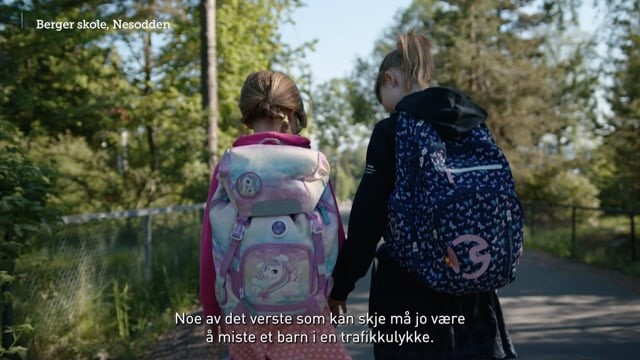 Berger skole, Nesodden
Noe av det verste som kan skje må jo være
å miste et barn i en trafikkulykke.